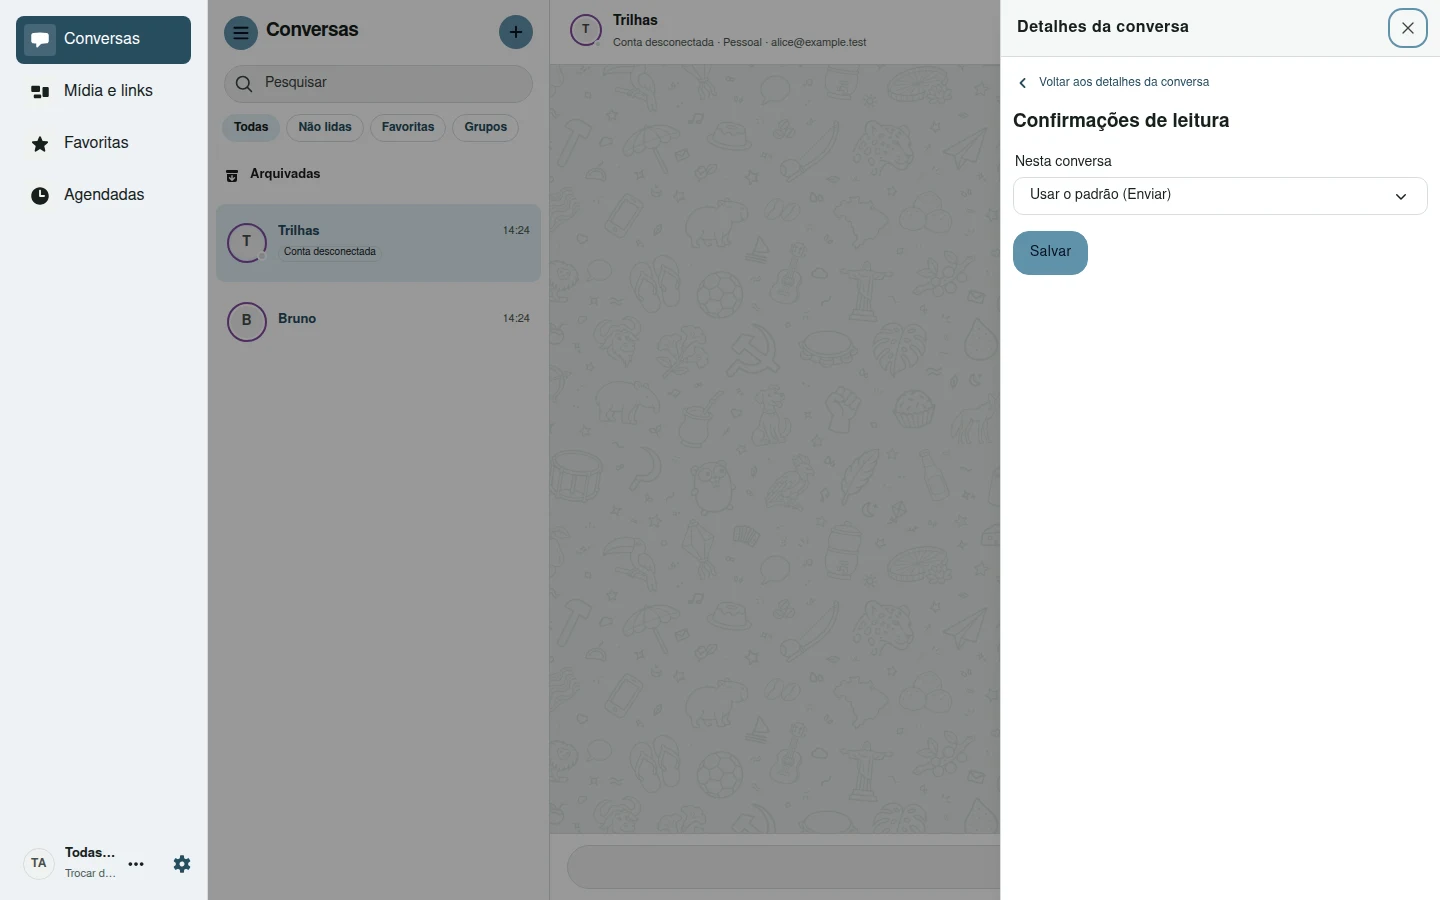 Conversas
Mídia e links
Favoritas
Agendadas
TA
Todas...
Trocar d...
Conversas
Pesquisar
Todas
Não lidas
Favoritas
Grupos
Arquivadas
T
Trilhas
14:24
Conta desconectada
B
Bruno
14:24
T
Trilhas
Conta desconectada · Pessoal · alice@example.test
Detalhes da conversa
Voltar aos detalhes da conversa
Confirmações de leitura
Nesta conversa
Usar o padrão (Enviar)
Salvar